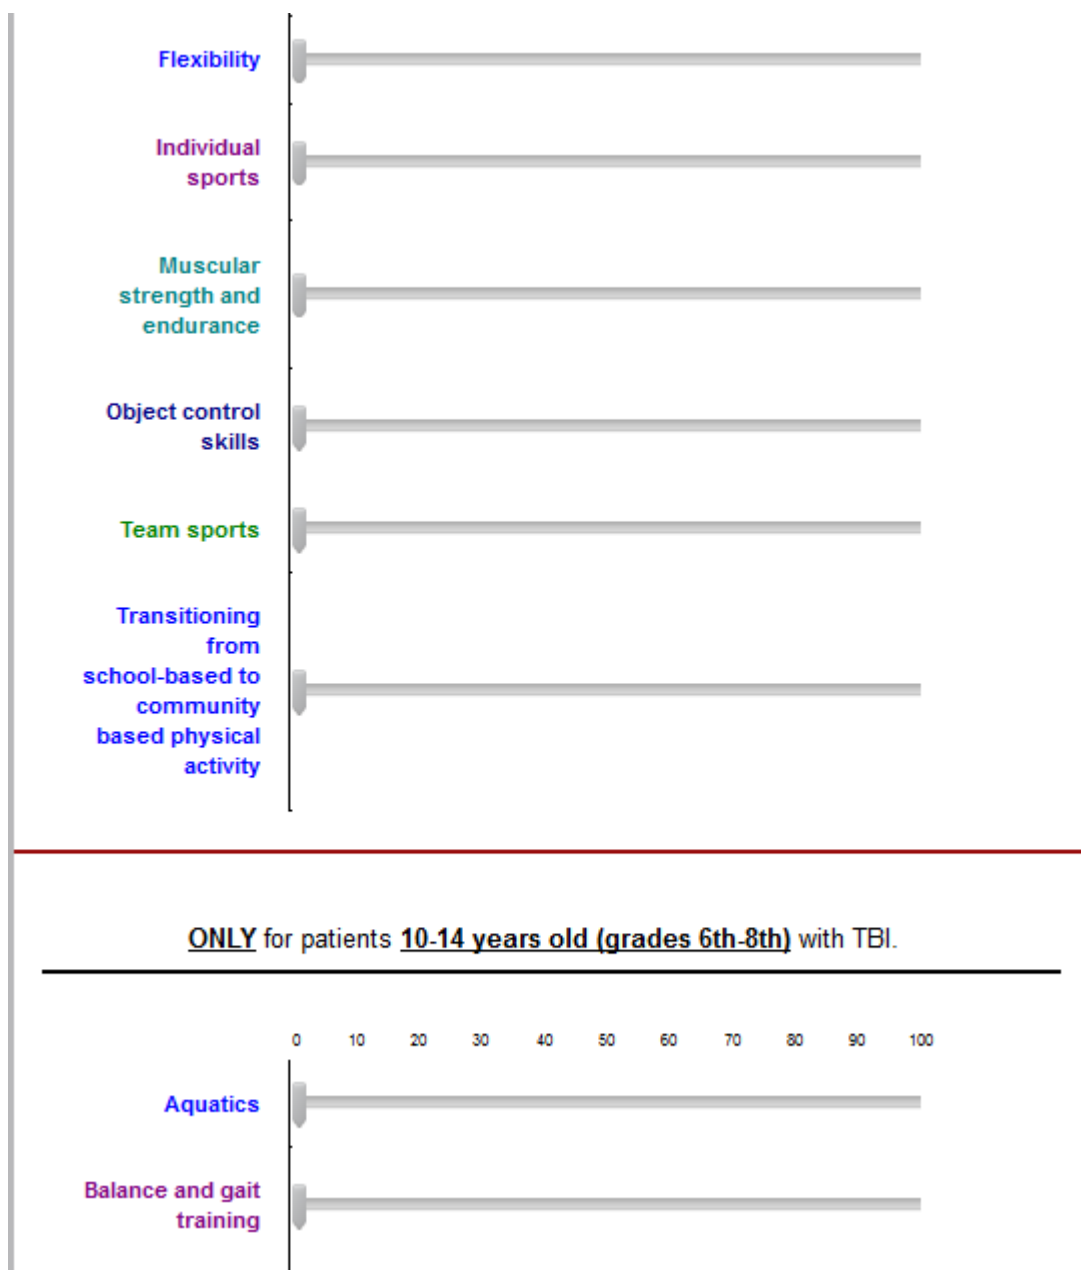 Flexibility
Individual
sports
Muscular
strength and
endurance
Object control
skills
Team sports
Transitioning
from
school-based to
community
based physical
activity
ONLY for patients 10-14 years old (grades 6th-8th) with TBI.
0 10 20 30 40 50 60 70 80 90 100
Aquatics
Balance and gait
training